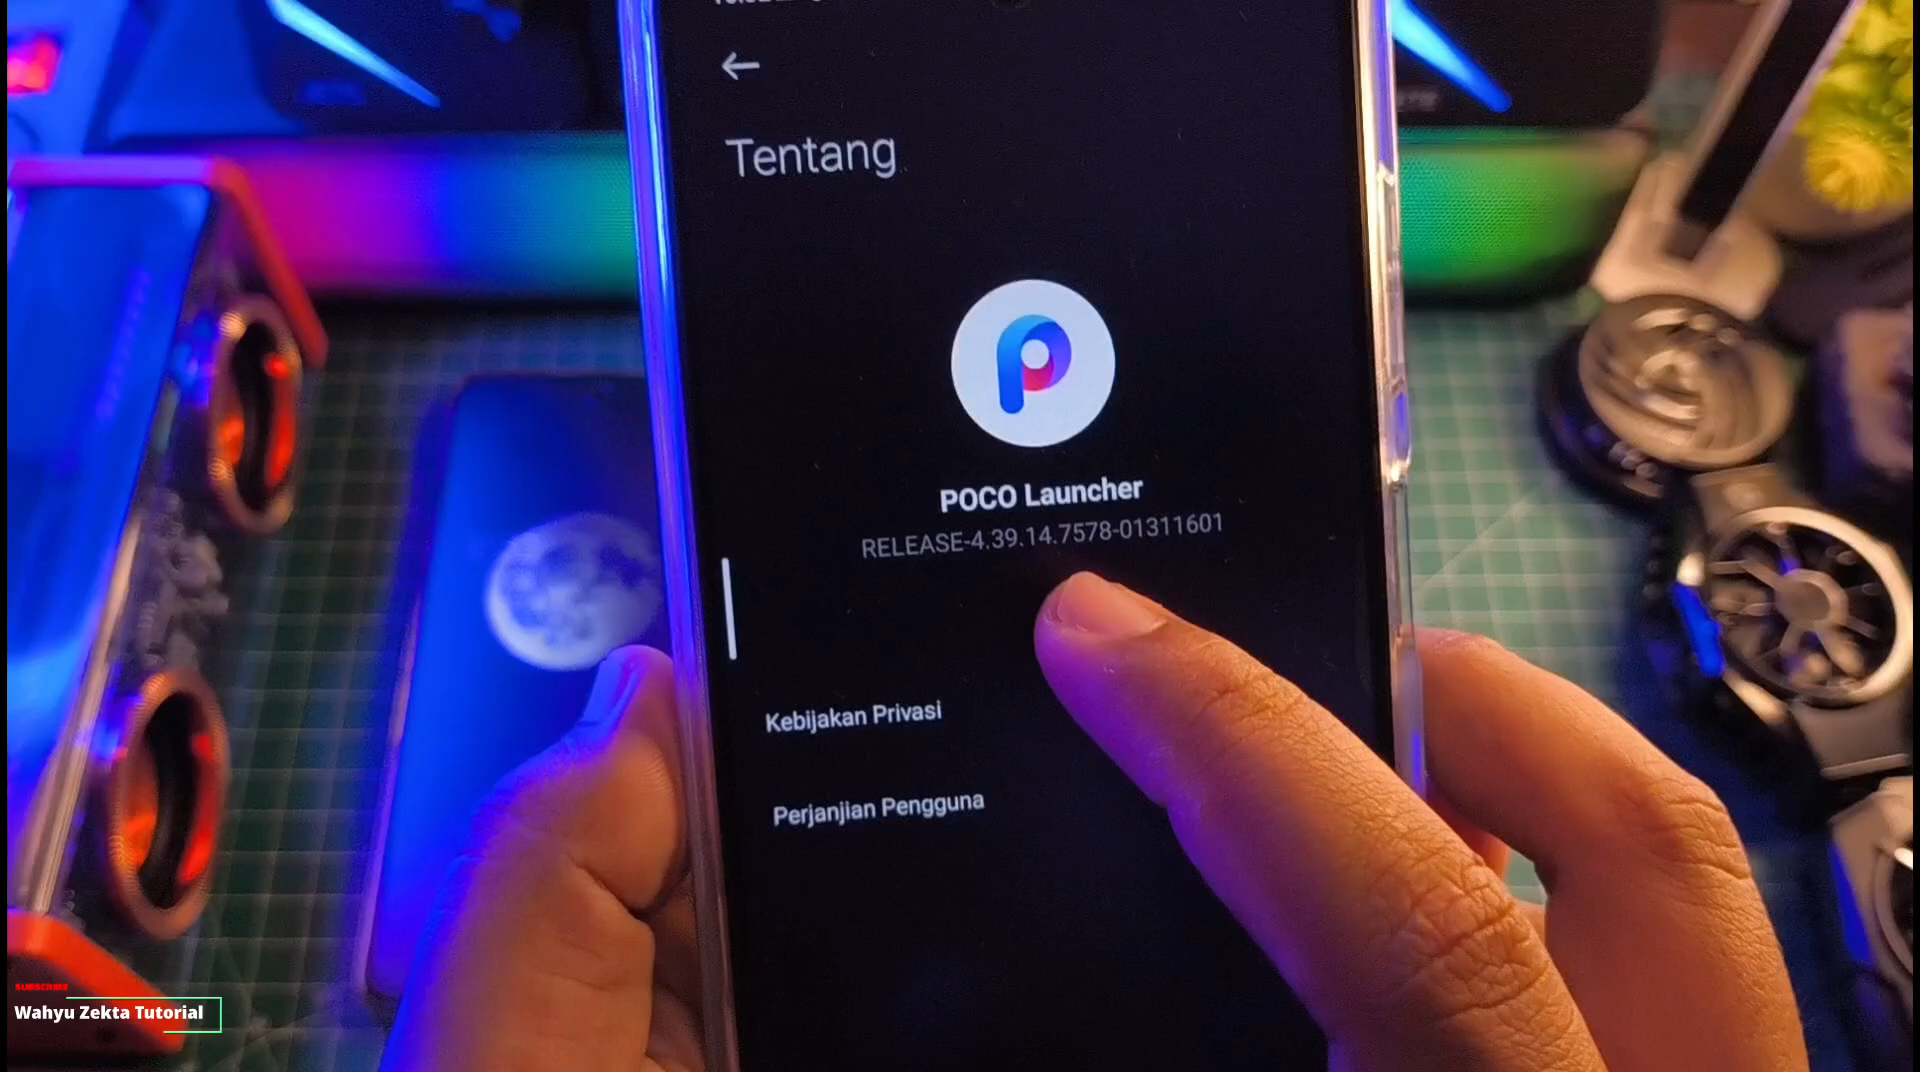 Tentang
POCO Launcher
RELEASE-4.39.14.7578-01311601
Kebijakan Privasi
Perjanjian Pengguna
SUBSCRIBE
Wahyu Zekta Tutorial